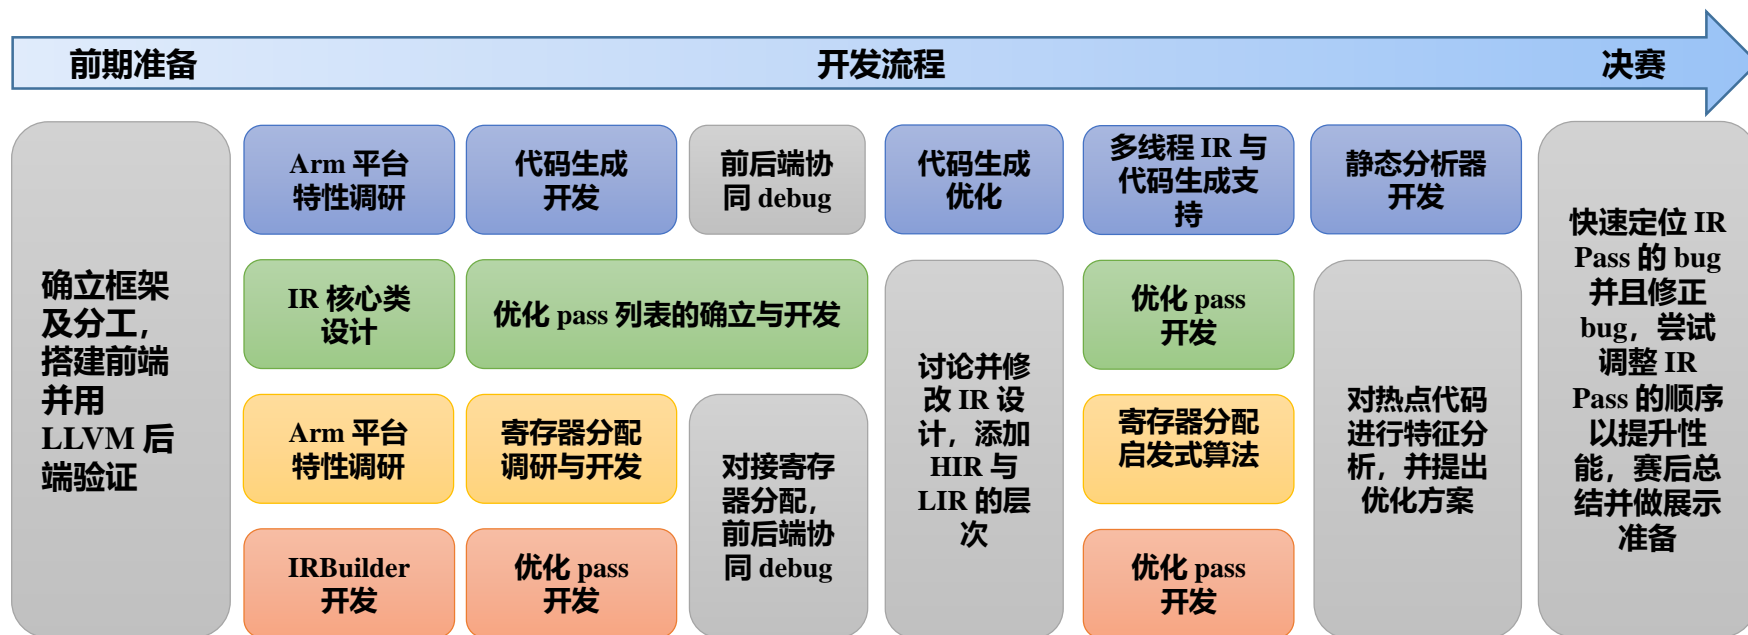 前期准备
开发流程
决赛
确立框架
及分工，
搭建前端
并用
LLVM 后
端验证
Arm 平台
特性调研
IR 核心类
设计
Arm 平台
特性调研
IRBuilder
开发
代码生成
开发
前后端协
同 debug
优化 pass 列表的确立与开发
寄存器分配
调研与开发
优化 pass
开发
对接寄存
器分配，
前后端协
同 debug
代码生成
优化
讨论并修
改 IR 设
计，添加
HIR 与
LIR 的层
次
多线程 IR 与
代码生成支
持
优化 pass
开发
寄存器分配
启发式算法
优化 pass
开发
静态分析器
开发
对热点代码
进行特征分
析，并提出
优化方案
快速定位 IR
Pass 的 bug
并且修正
bug，尝试
调整 IR
Pass 的顺序
以提升性
能，赛后总
结并做展示
准备